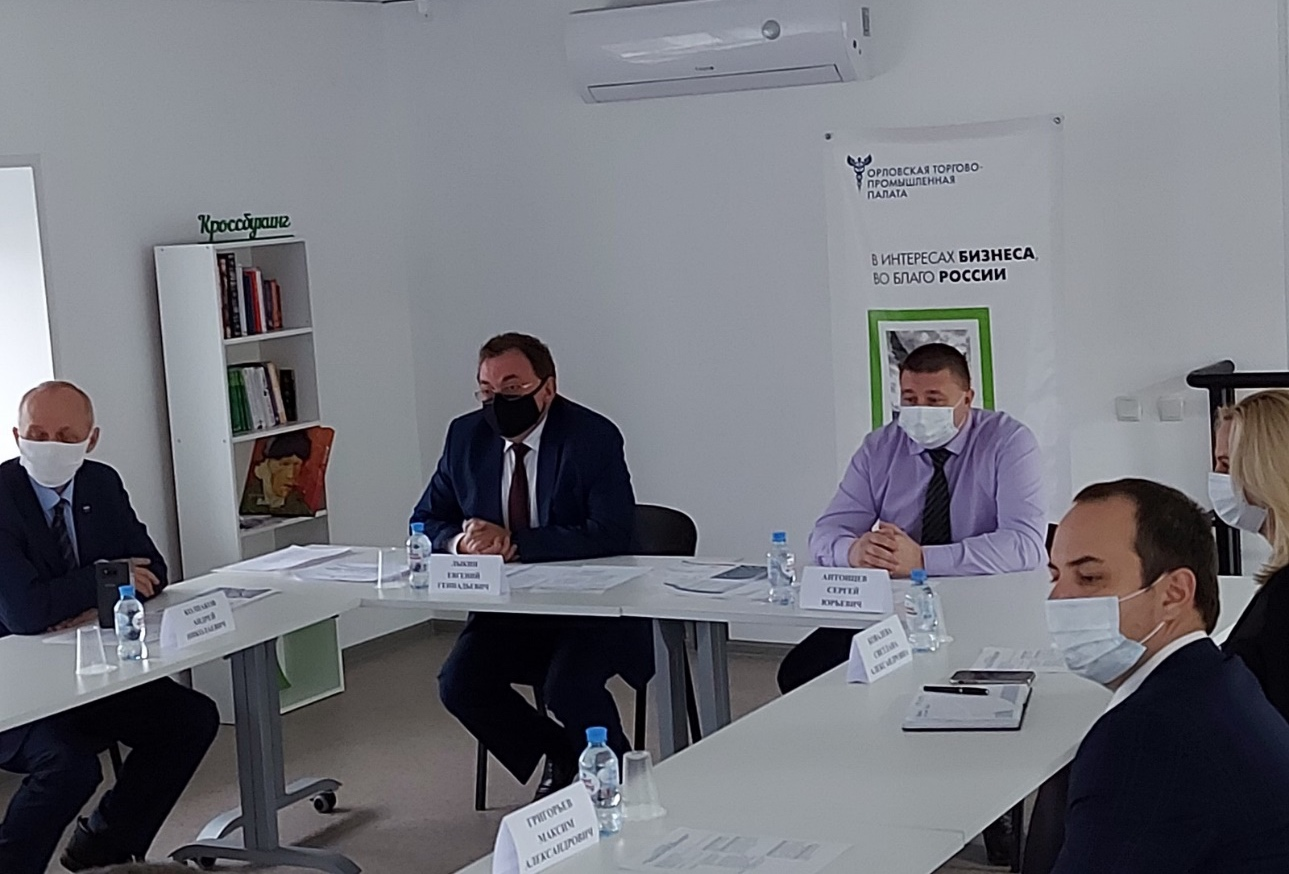 Кроссбукинг
ОРЛОВСКАЯ ТОРГОВО-
ПРОМЫШЛЕННАЯ
ПАЛАТА
В ИНТЕРЕСАХ БИЗНЕСА,
ВО БЛАГО РОССИИ
КОЛПАКОВ
АНДРЕЙ
НИКОЛАЕВИЧ
ЛЫКИН
ЕВГЕНИЙ
ГЕННАДЬЕВИЧ
АНТОНЦЕВ
СЕРГЕЙ
ЮРЬЕВИЧ
КОВАЛЕВА
СВЕТЛАНА
АЛЕКСАНДРОВНА
ГРИГОРЬЕВ
МАКСИМ
АЛЕКСАНДРОВИЧ